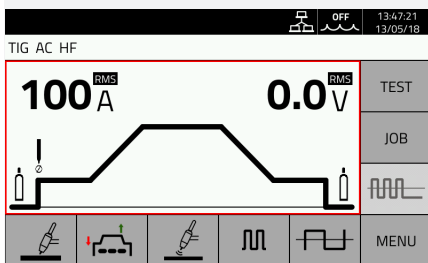 OFF
13:47:21
13/05/18
TIG AC HF
100 RMS A
0.0 RMS V
TEST
JOB
MENU